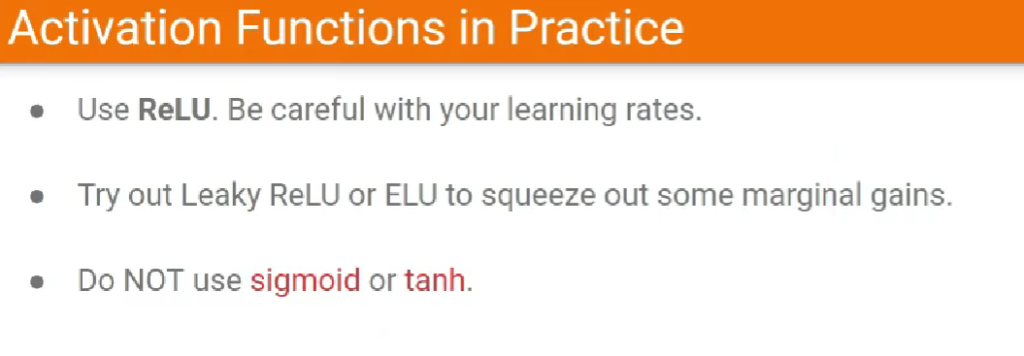 Activation Functions in Practice
● Use ReLU. Be careful with your learning rates.
● Try out Leaky ReLU or ELU to squeeze out some marginal gains.
● Do NOT use sigmoid or tanh.